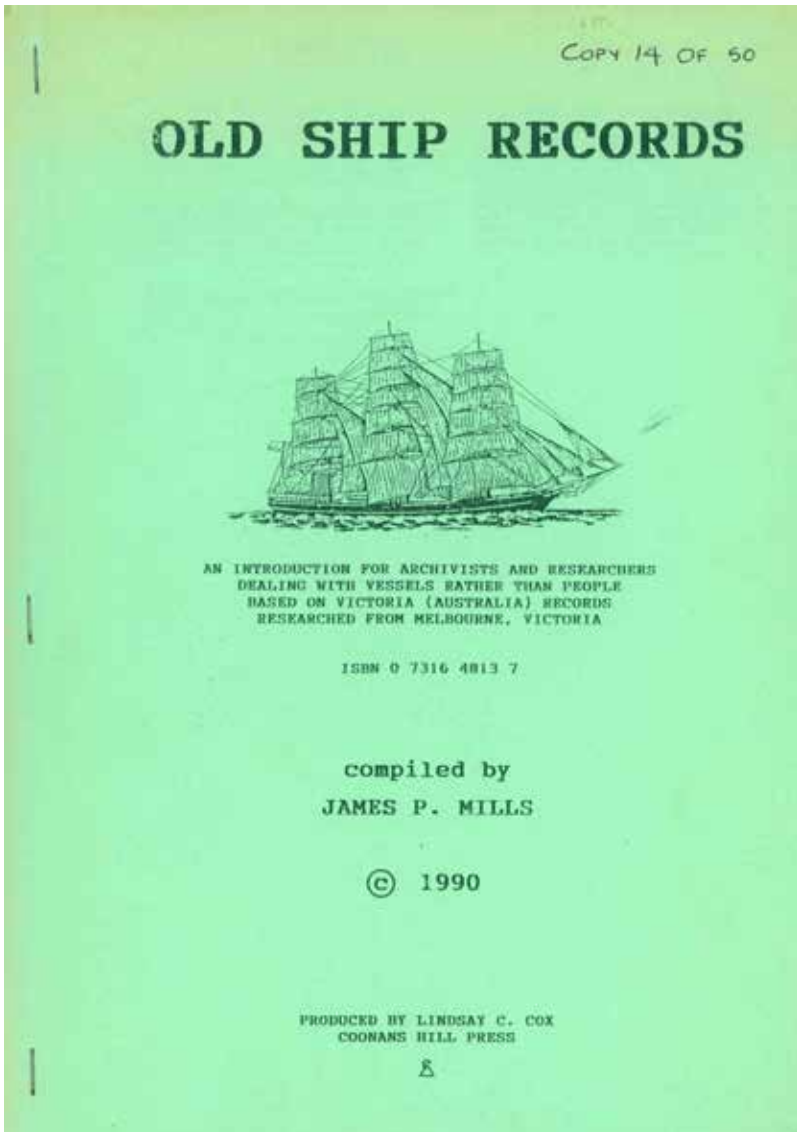 COPY 14 OF 50
OLD SHIP RECORDS
AN INTRODUCTION FOR ARCHIVISTS AND RESEARCHERS
DEALING WITH VESSELS RATHER THAN PEOPLE
BASED ON VICTORIA (AUSTRALIA) RECORDS
RESEARCHED FROM MELBOURNE, VICTORIA
ISBN 0 7316 4813 7
compiled by
JAMES P. MILLS
© 1990
PRODUCED BY LINDSAY C. COX
COONANS HILL PRESS